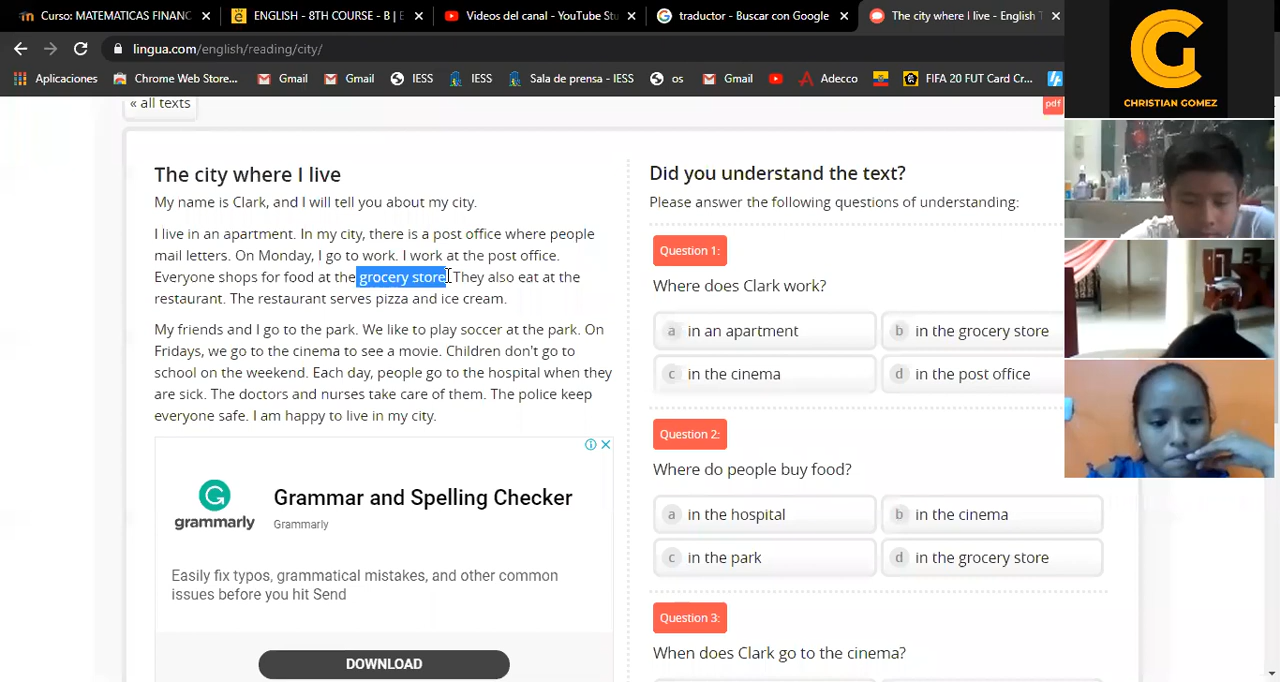 Curso: MATEMATICAS FINANC
ENGLISH - 8TH COURSE - B | E
Videos del canal - YouTube Stu
traductor - Buscar con Google
The city where I live - English T
lingua.com/english/reading/city/
Aplicaciones
Chrome Web Store...
Gmail
Gmail
IESS
IESS
Sala de prensa - IESS
os
Gmail
Adecco
FIFA 20 FUT Card Cr...
CHRISTIAN GOMEZ
« all texts
pdf
The city where I live
My name is Clark, and I will tell you about my city.
I live in an apartment. In my city, there is a post office where people
mail letters. On Monday, I go to work. I work at the post office.
Everyone shops for food at the grocery store. They also eat at the
restaurant. The restaurant serves pizza and ice cream.
My friends and I go to the park. We like to play soccer at the park. On
Fridays, we go to the cinema to see a movie. Children don't go to
school on the weekend. Each day, people go to the hospital when they
are sick. The doctors and nurses take care of them. The police keep
everyone safe. I am happy to live in my city.
grammarly
Grammar and Spelling Checker
Grammarly
Easily fix typos, grammatical mistakes, and other common
issues before you hit Send
DOWNLOAD
Did you understand the text?
Please answer the following questions of understanding:
Question 1:
Where does Clark work?
a in an apartment
b in the grocery store
c in the cinema
d in the post office
Question 2:
Where do people buy food?
a in the hospital
b in the cinema
c in the park
d in the grocery store
Question 3:
When does Clark go to the cinema?